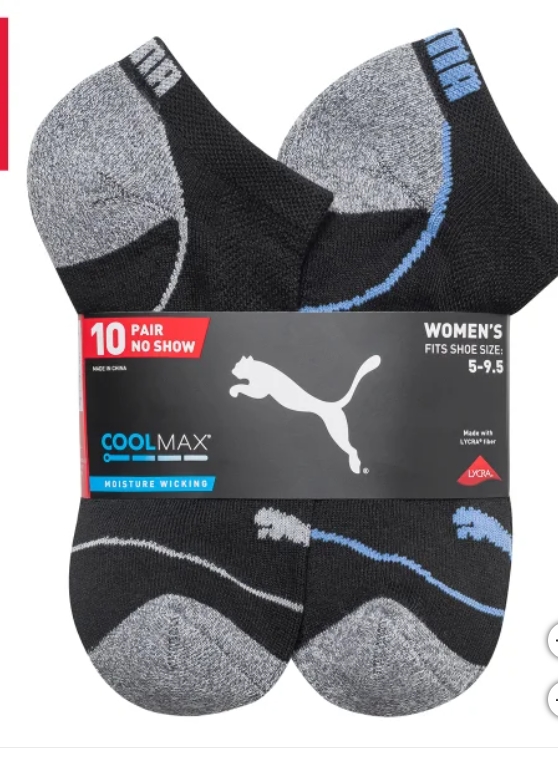 10 PAIR
NO SHOW
MADE IN CHINA
WOMEN'S
FITS SHOE SIZE:
5-9.5
COOLMAX®
MOISTURE WICKING
®
Made with
LYCRA® fiber
LYCRA